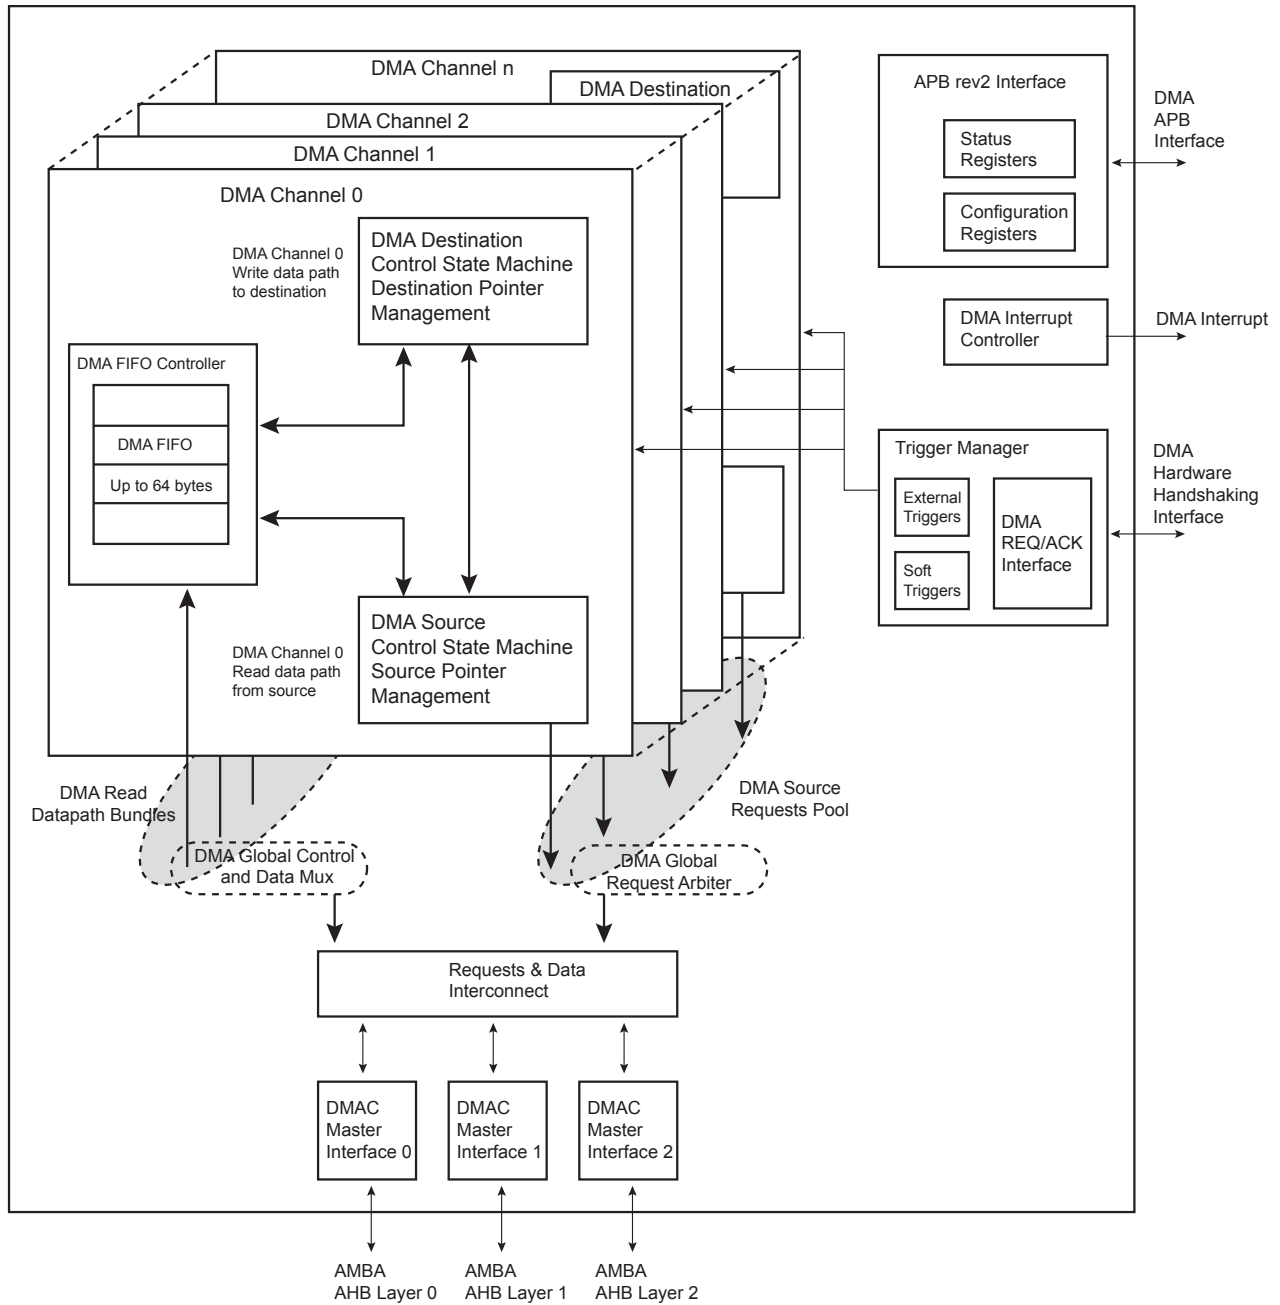 DMA Channel n
DMA Destination
DMA Channel 2
DMA Channel 1
DMA Channel 0
DMA Channel 0
Write data path
to destination
DMA Destination
Control State Machine
Destination Pointer
Management
DMA FIFO Controller
DMA FIFO
Up to 64 bytes
DMA Channel 0
Read data path
from source
DMA Source
Control State Machine
Source Pointer
Management
APB rev2 Interface
Status
Registers
Configuration
Registers
DMA
APB
Interface
DMA Interrupt
Controller
DMA Interrupt
Trigger Manager
External
Triggers
Soft
Triggers
DMA
REQ/ACK
Interface
DMA
Hardware
Handshaking
Interface
DMA Read
Datapath Bundles
DMA Source
Requests Pool
DMA Global Control
and Data Mux
DMA Global
Request Arbiter
Requests & Data
Interconnect
DMAC
Master
Interface 0
DMAC
Master
Interface 1
DMAC
Master
Interface 2
AMBA
AHB Layer 0
AMBA
AHB Layer 1
AMBA
AHB Layer 2